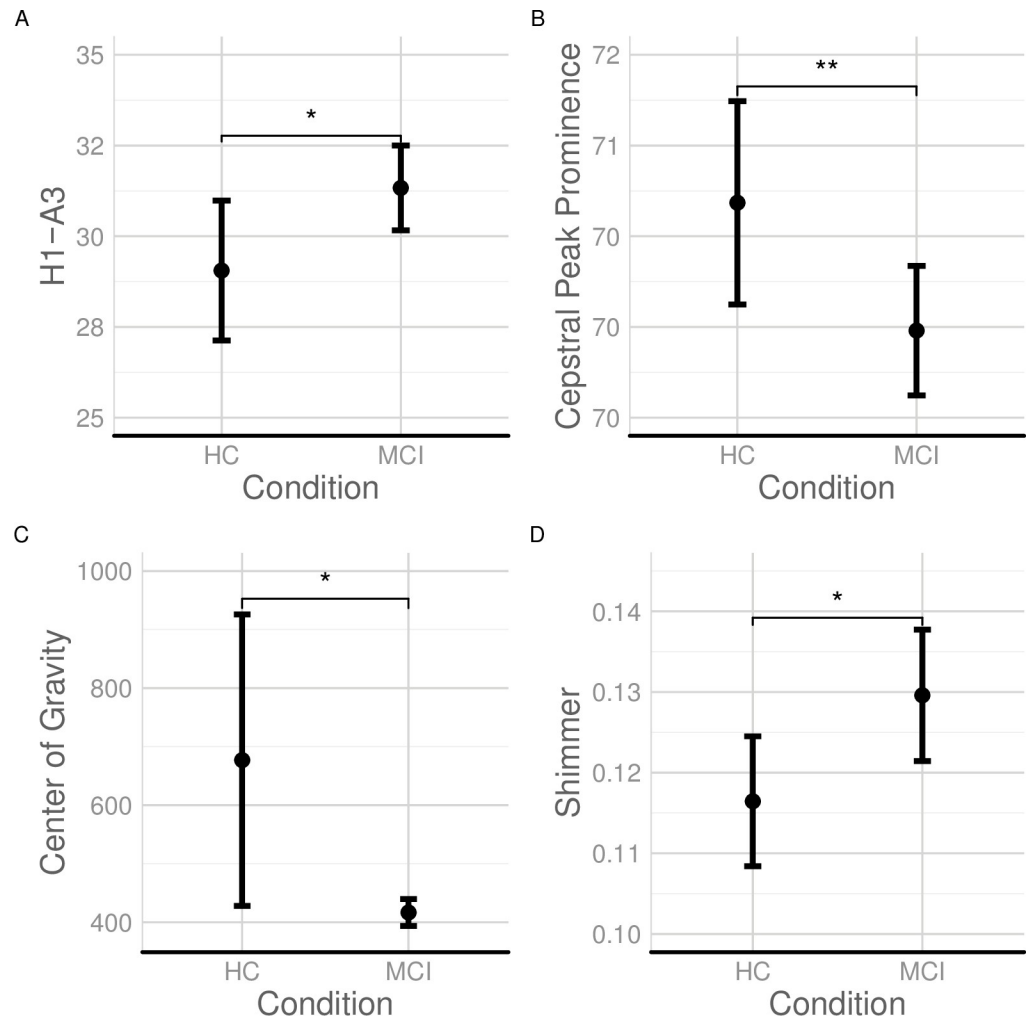 A
H1−A3
35
32
30
28
25
*
HC MCI
Condition
B
Cepstral Peak Prominence
72
71
70
70
70
**
HC MCI
Condition
C
Center of Gravity
1000
800
600
400
*
HC MCI
Condition
D
Shimmer
0.14
0.13
0.12
0.11
0.10
*
HC MCI
Condition